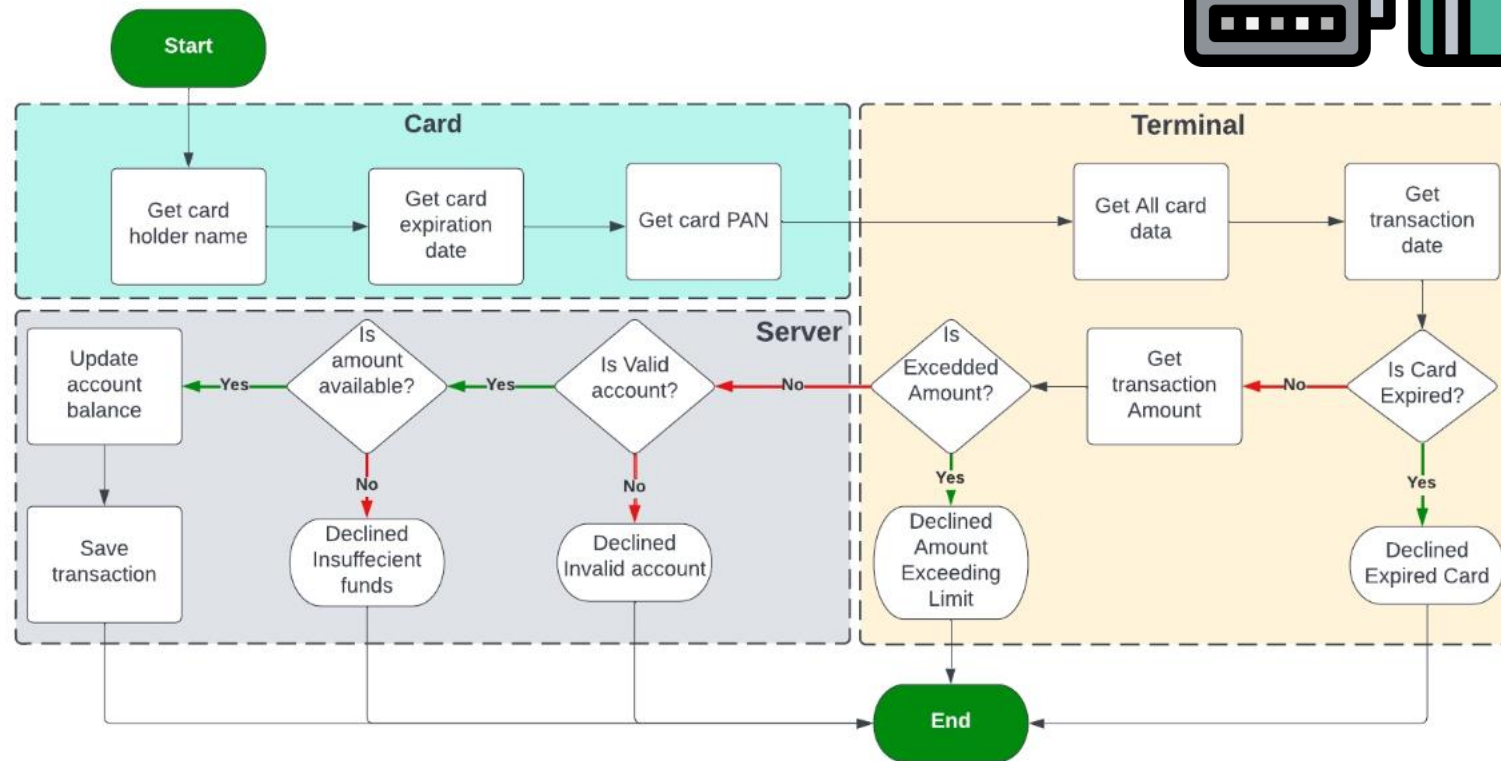 Start
Card
Get card
holder name
Get card
expiration
date
Get card PAN
Terminal
Get All card
data
Get
transaction
date
Server
Update
account
balance
Yes
Is
amount
available?
Yes
Is Valid
account?
No
Is
Excedded
Amount?
Get
transaction
Amount
No
Is Card
Expired?
No
No
Yes
Yes
Save
transaction
Declined
Insuffecient
funds
Declined
Invalid account
Declined
Amount
Exceeding
Limit
Declined
Expired Card
End